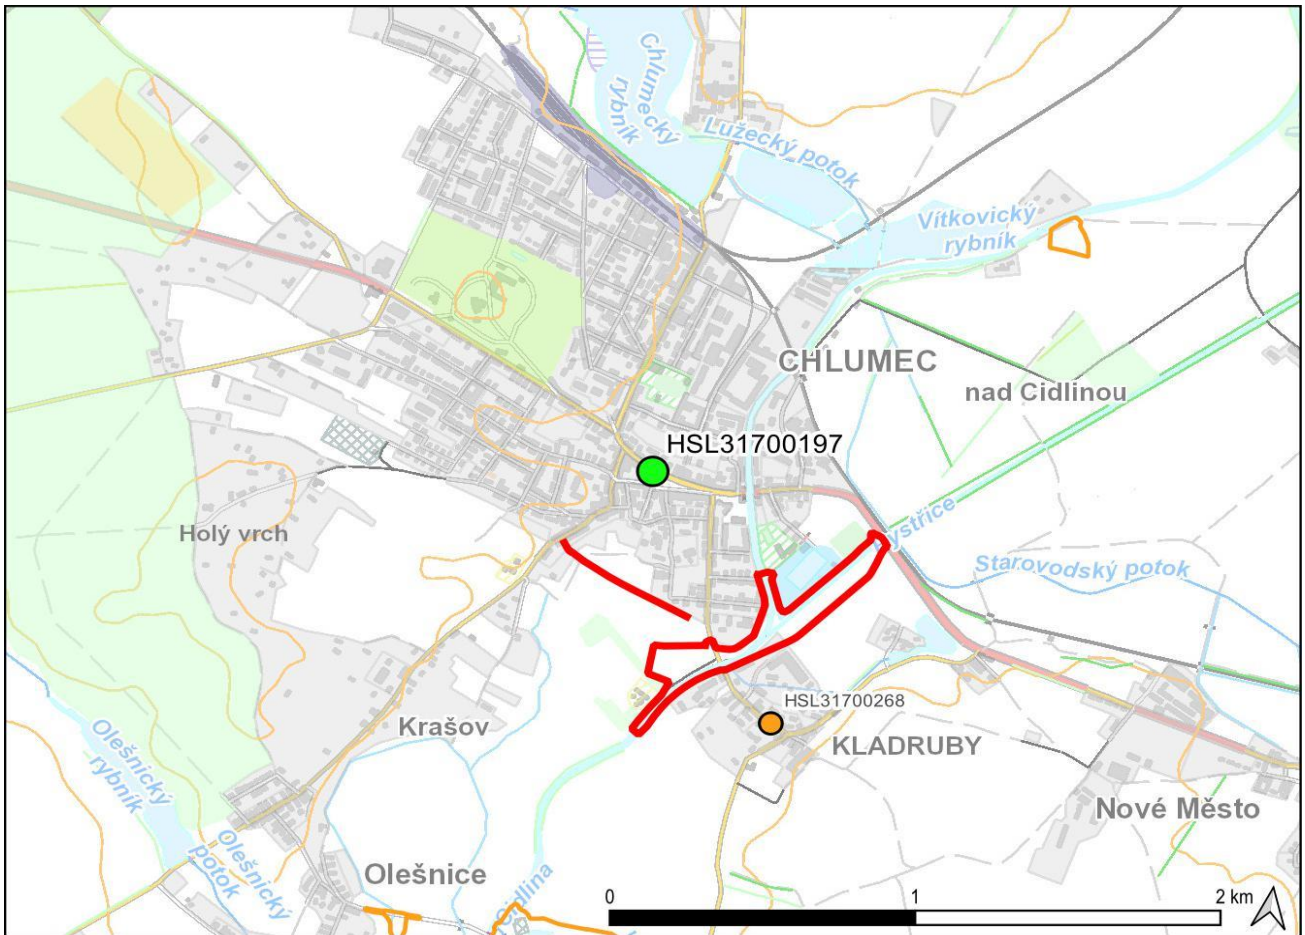 Chlumecký
rybník
Lužecký potok
Vítkovický
rybník
CHLUMEC
nad Cidlinou
HSL31700197
ystřice
Starovodský potok
Holý vrch
HSL31700268
Krašov
KLADRUBY
Olešnický
rybník
Nové Město
Olešnický
potok
Olešnice
Cidlina
0 1 2 km